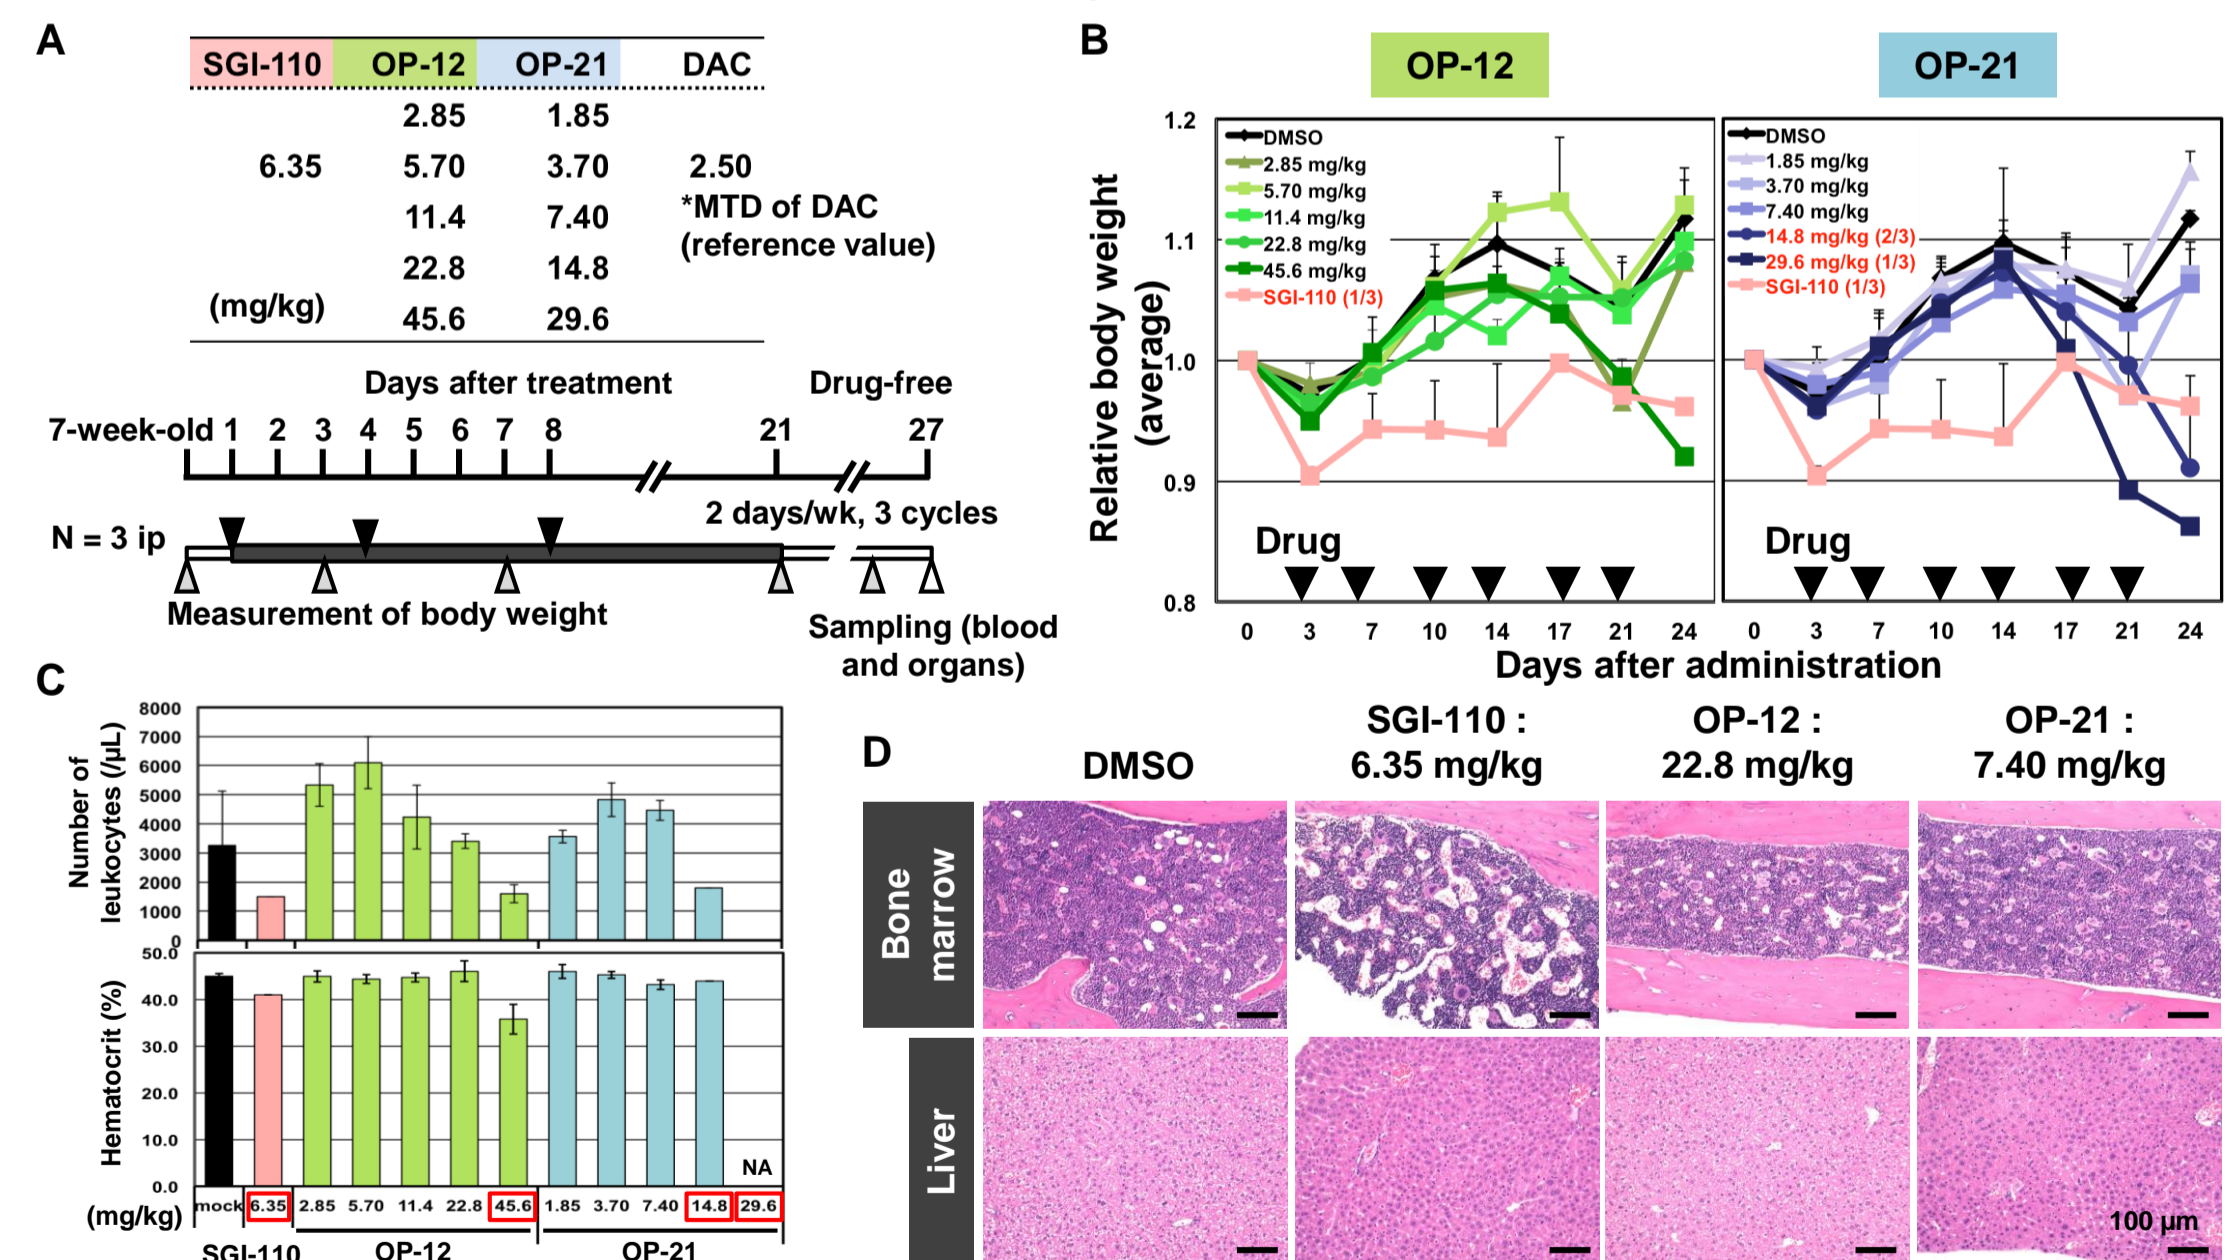 A
SGI-110 OP-12 OP-21 DAC
2.85 1.85
6.35 5.70 3.70 2.50
11.4 7.40 *MTD of DAC
(reference value)
22.8 14.8
(mg/kg) 45.6 29.6
Days after treatment Drug-free
7-week-old 1 2 3 4 5 6 7 8 21 27
2 days/wk, 3 cycles
N = 3 ip
Measurement of body weight
Sampling (blood
and organs)
B
OP-12 OP-21
Relative body weight
(average)
1.2
1.1
1.0
0.9
0.8
DMSO
2.85 mg/kg
5.70 mg/kg
11.4 mg/kg
22.8 mg/kg
45.6 mg/kg
SGI-110 (1/3)
Drug
0 3 7 10 14 17 21 24
DMSO
1.85 mg/kg
3.70 mg/kg
7.40 mg/kg
14.8 mg/kg (2/3)
29.6 mg/kg (1/3)
SGI-110 (1/3)
Drug
0 3 7 10 14 17 21 24
Days after administration
C
Number of
leukocytes (/μL)
8000
7000
6000
5000
4000
3000
2000
1000
0
Hematocrit (%)
50.0
40.0
30.0
20.0
10.0
0.0
NA
(mg/kg) mock 6.35 2.85 5.70 11.4 22.8 45.6 1.85 3.70 7.40 14.8 29.6
SGI-110 OP-12 OP-21
D
DMSO
SGI-110 :
6.35 mg/kg
OP-12 :
22.8 mg/kg
OP-21 :
7.40 mg/kg
Bone
marrow
Liver
100 μm